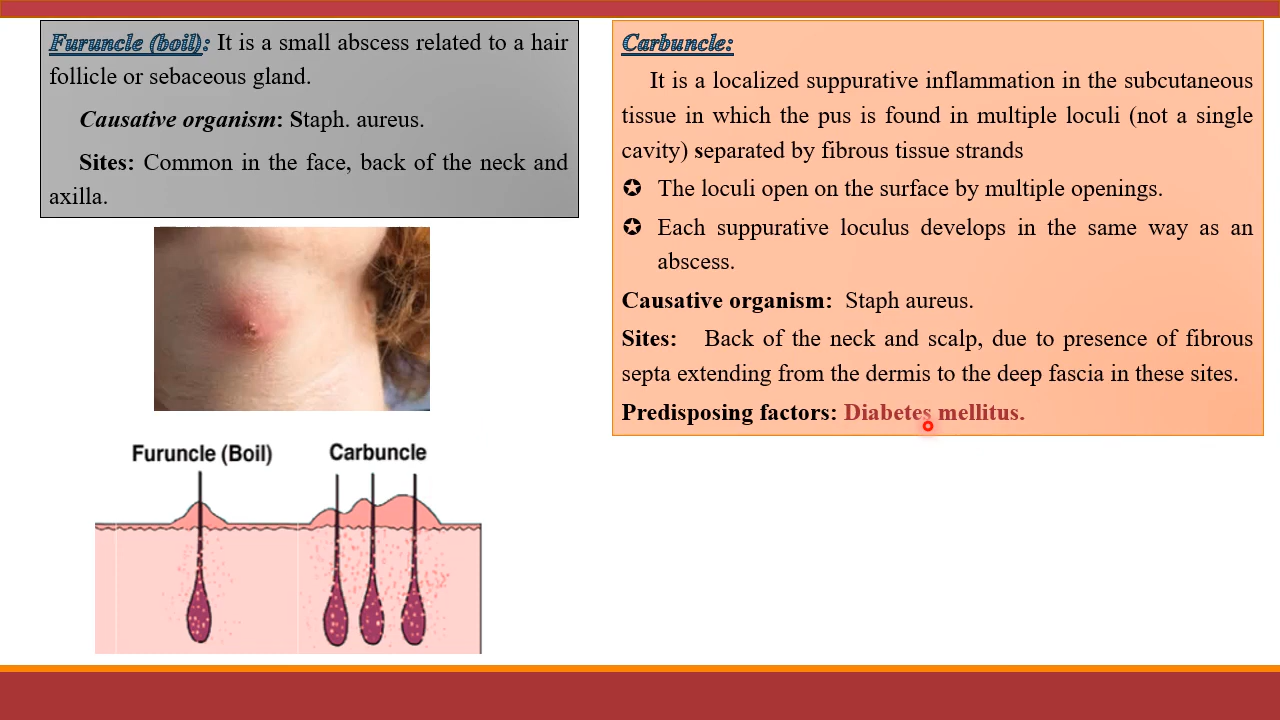 Furuncle (boil): It is a small abscess related to a hair
follicle or sebaceous gland.
Causative organism: Staph. aureus.
Sites: Common in the face, back of the neck and
axilla.
Furuncle (Boil)
Carbuncle
Carbuncle:
It is a localized suppurative inflammation in the subcutaneous
tissue in which the pus is found in multiple loculi (not a single
cavity) separated by fibrous tissue strands
✪ The loculi open on the surface by multiple openings.
✪ Each suppurative loculus develops in the same way as an
abscess.
Causative organism: Staph aureus.
Sites: Back of the neck and scalp, due to presence of fibrous
septa extending from the dermis to the deep fascia in these sites.
Predisposing factors: Diabetes mellitus.